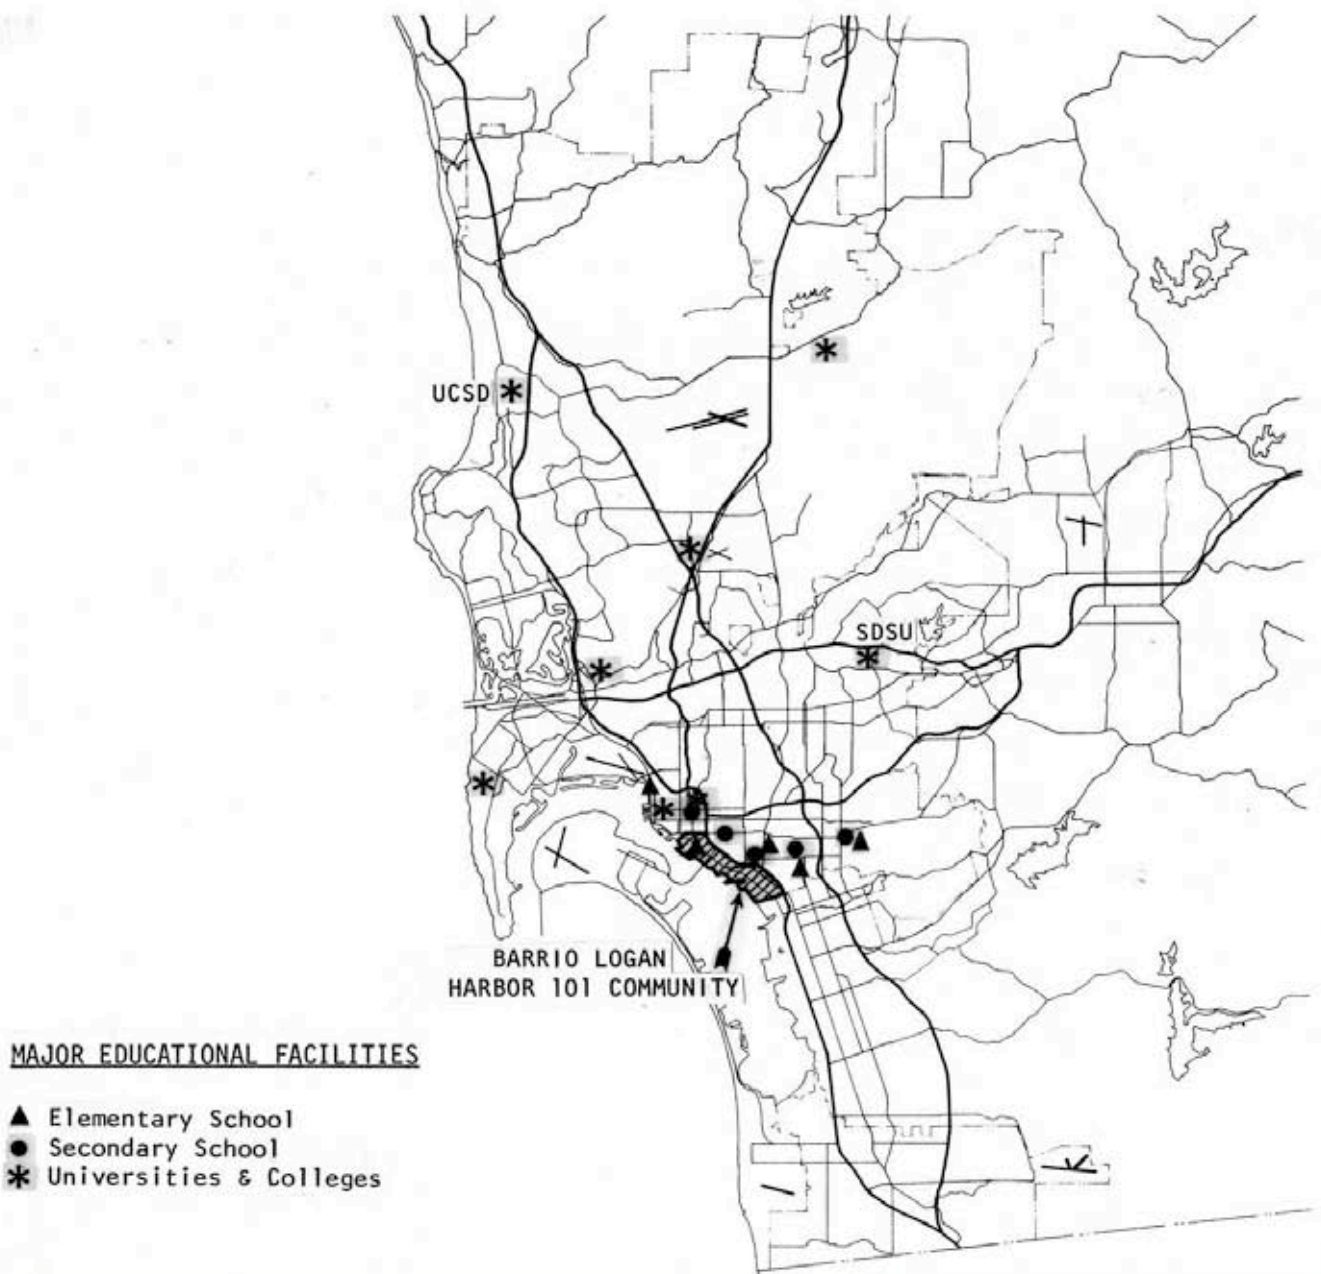 UCSD
SDSU
BARRIO LOGAN
HARBOR 101 COMMUNITY
MAJOR EDUCATIONAL FACILITIES
Elementary School
Secondary School
Universities & Colleges